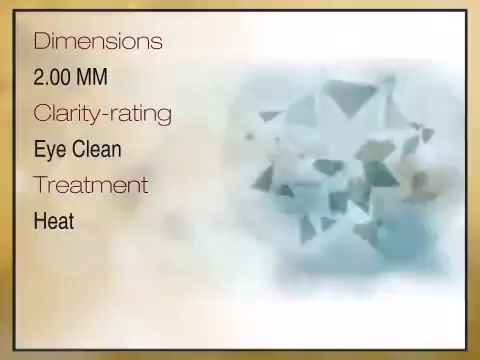 Dimensions
2.00 MM
Clarity-rating
Eye Clean
Treatment
Heat